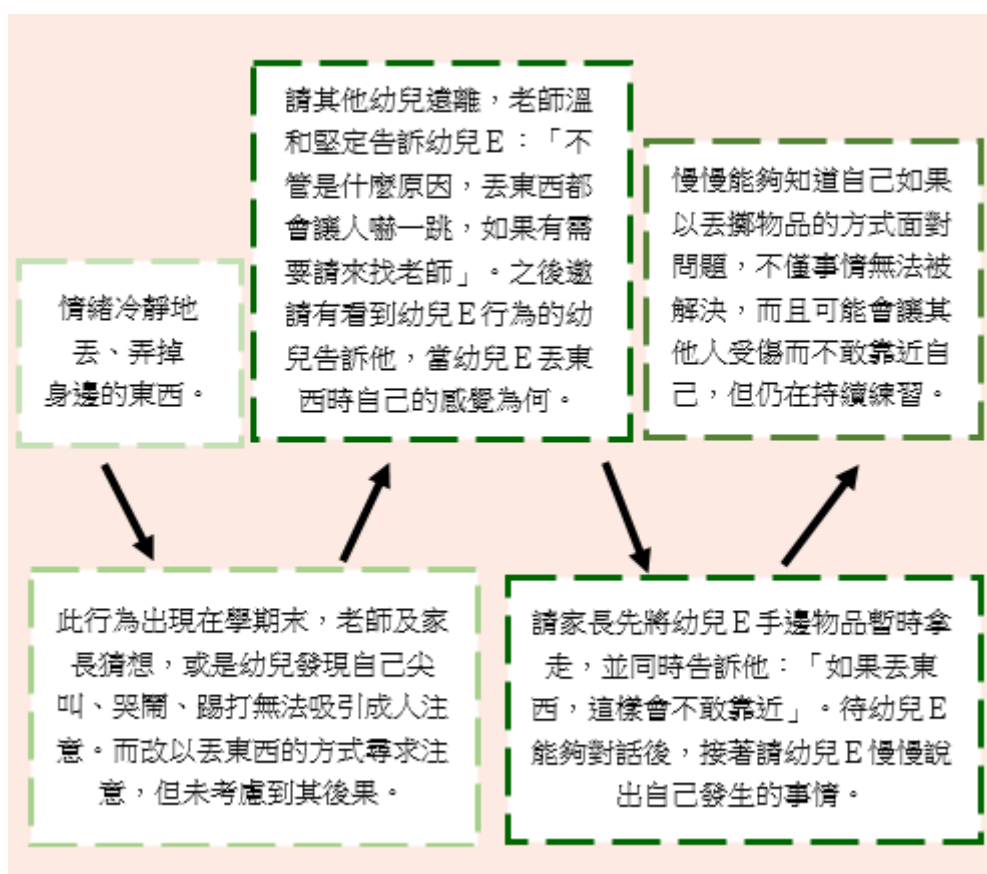 情緒冷靜地
丟、弄掉
身邊的東西。
此行為出現在學期末，老師及家
長猜想，或是幼兒發現自己尖
叫、哭鬧、踢打無法吸引成人注
意。而改以丟東西的方式尋求注
意，但未考慮到其後果。
請其他幼兒遠離，老師溫
和堅定告訴幼兒E：「不
管是什麼原因，丟東西都
會讓人嚇一跳，如果有需
要請來找老師」。之後邀
請有看到幼兒E行為的幼
兒告訴他，當幼兒E丟東
西時自己的感覺為何。
請家長先將幼兒E手邊物品暫時拿
走，並同時告訴他：「如果丟東
西，這樣會不敢靠近」。待幼兒E
能夠對話後，接著請幼兒E慢慢說
出自己發生的事情。
慢慢能夠知道自己如果
以丟擲物品的方式面對
問題，不僅事情無法被
解決，而且可能會讓其
他人受傷而不敢靠近自
己，但仍在持續練習。